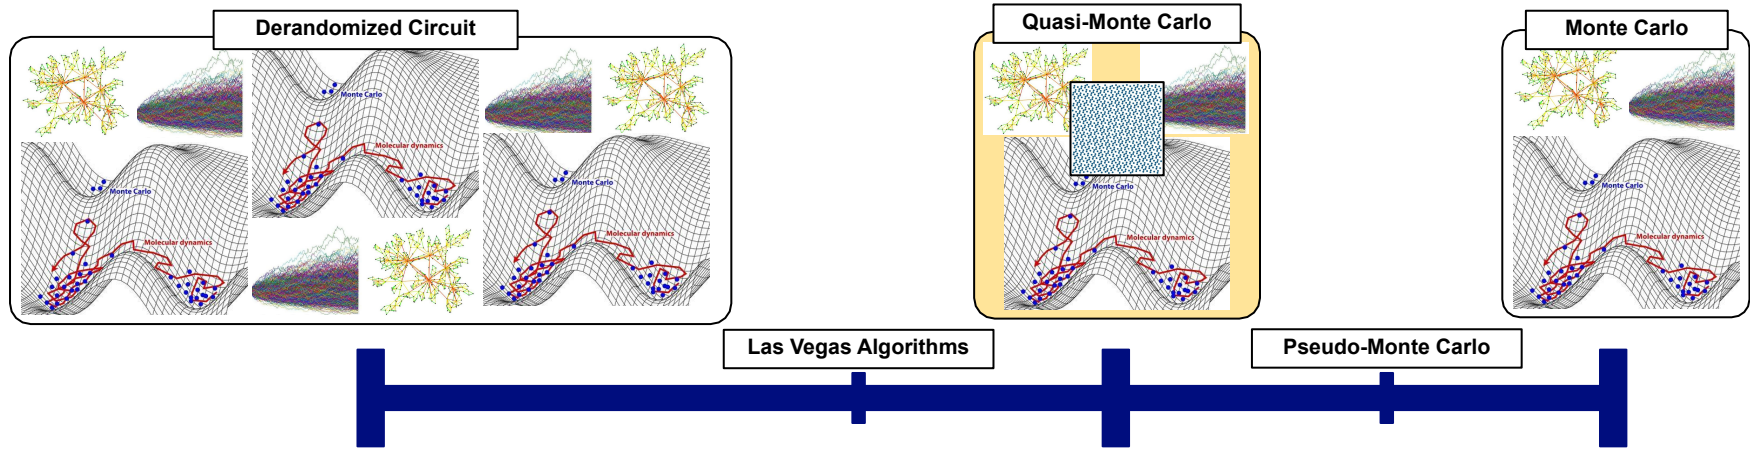 Derandomized Circuit
Quasi-Monte Carlo
Monte Carlo
Monte Carlo
Molecular dynamics
Monte Carlo
Molecular dynamics
Monte Carlo
Molecular dynamics
Monte Carlo
Molecular dynamics
Monte Carlo
Molecular dynamics
Las Vegas Algorithms
Pseudo-Monte Carlo